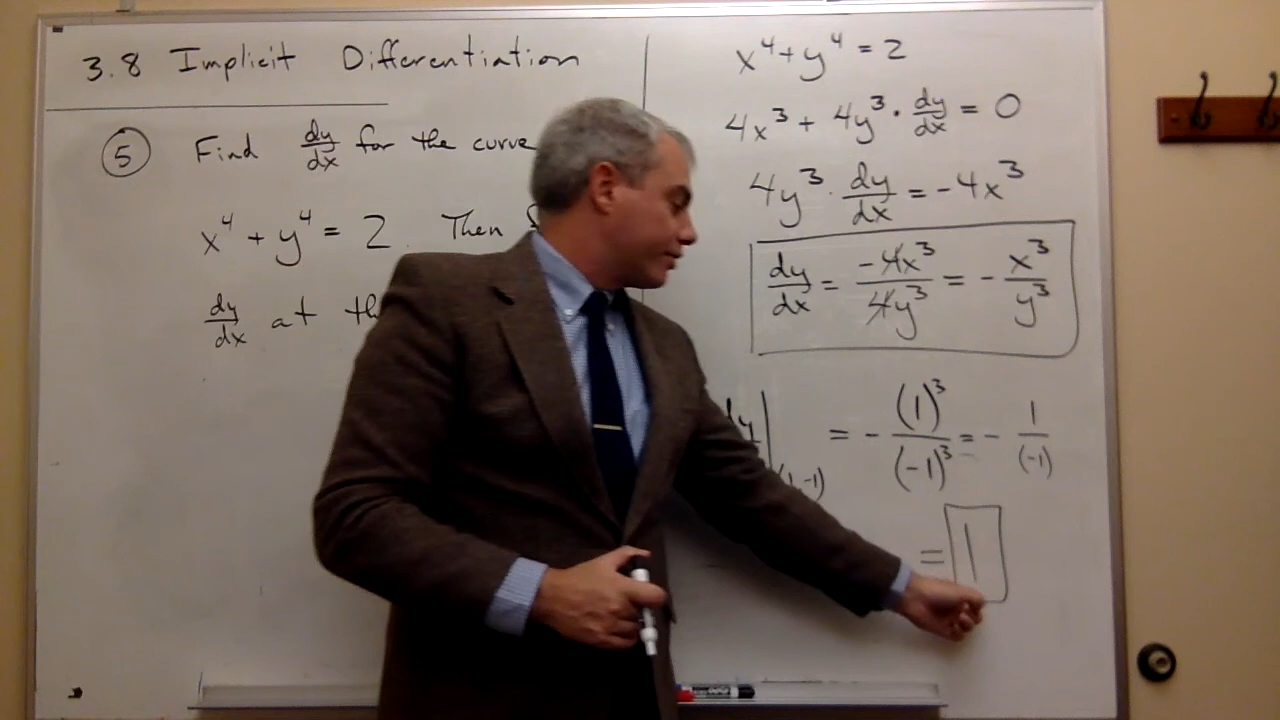 3.8 Implicit Differentiation
⑤ Find dy/dx for the curve
x⁴ + y⁴ = 2. Then
dy/dx at
x⁴ + y⁴ = 2
4x³ + 4y³ · dy/dx = 0
4y³ · dy/dx = -4x³
dy/dx = -4x³/4y³ = - x³/y³
= - (1)³/(-1)³ = - 1/(-1)
= 1